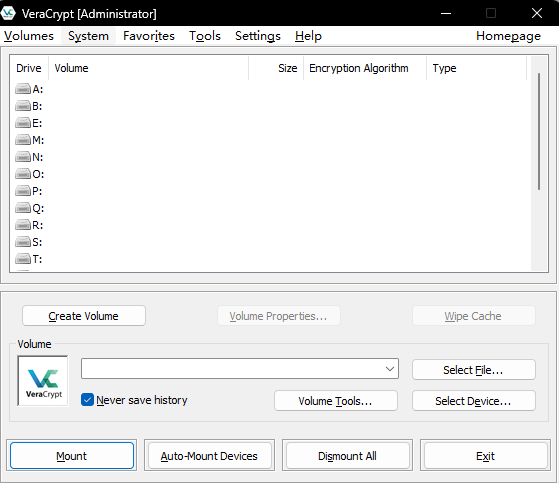 VeraCrypt [Administrator]
Volumes System Favorites Tools Settings Help Homepage
Drive Volume Size Encryption Algorithm Type
A:
B:
E:
M:
N:
O:
P:
Q:
R:
S:
T:
Create Volume Volume Properties... Wipe Cache
Volume
VeraCrypt
Select File...
Never save history Volume Tools... Select Device...
Mount Auto-Mount Devices Dismount All Exit